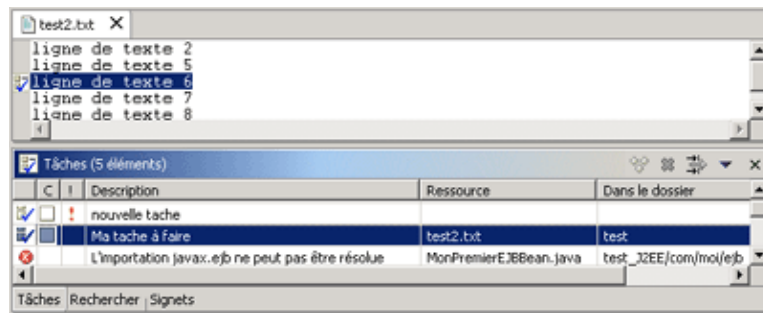 test2.txt
ligne de texte 2
ligne de texte 5
ligne de texte 6
ligne de texte 7
ligne de texte 8
Tâches (5 éléments)
C ! Description Ressource Dans le dossier
! nouvelle tache
Ma tache à faire test2.txt test
L'importation javax.ejb ne peut pas être résolue MonPremierEJBBean.java test_J2EE/com/moi/ejb
Tâches Rechercher Signets